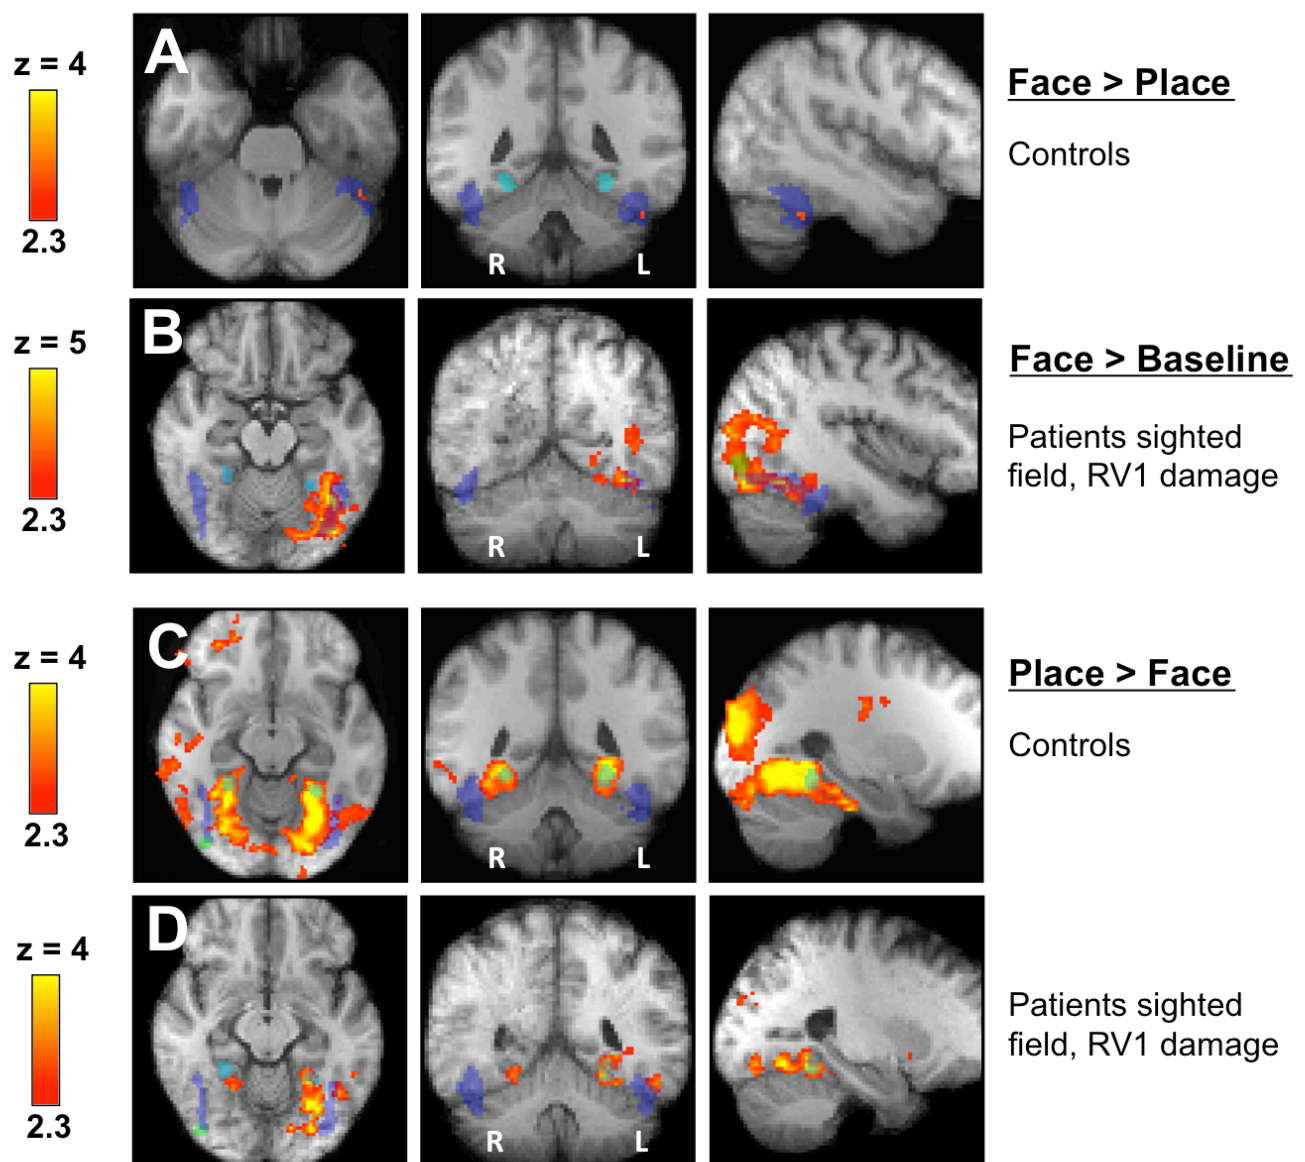 z = 4
2.3
A
R
L
Face > Place
Controls
z = 5
2.3
B
R
L
Face > Baseline
Patients sighted
field, RV1 damage
z = 4
2.3
C
R
L
Place > Face
Controls
z = 4
2.3
D
R
L
Patients sighted
field, RV1 damage